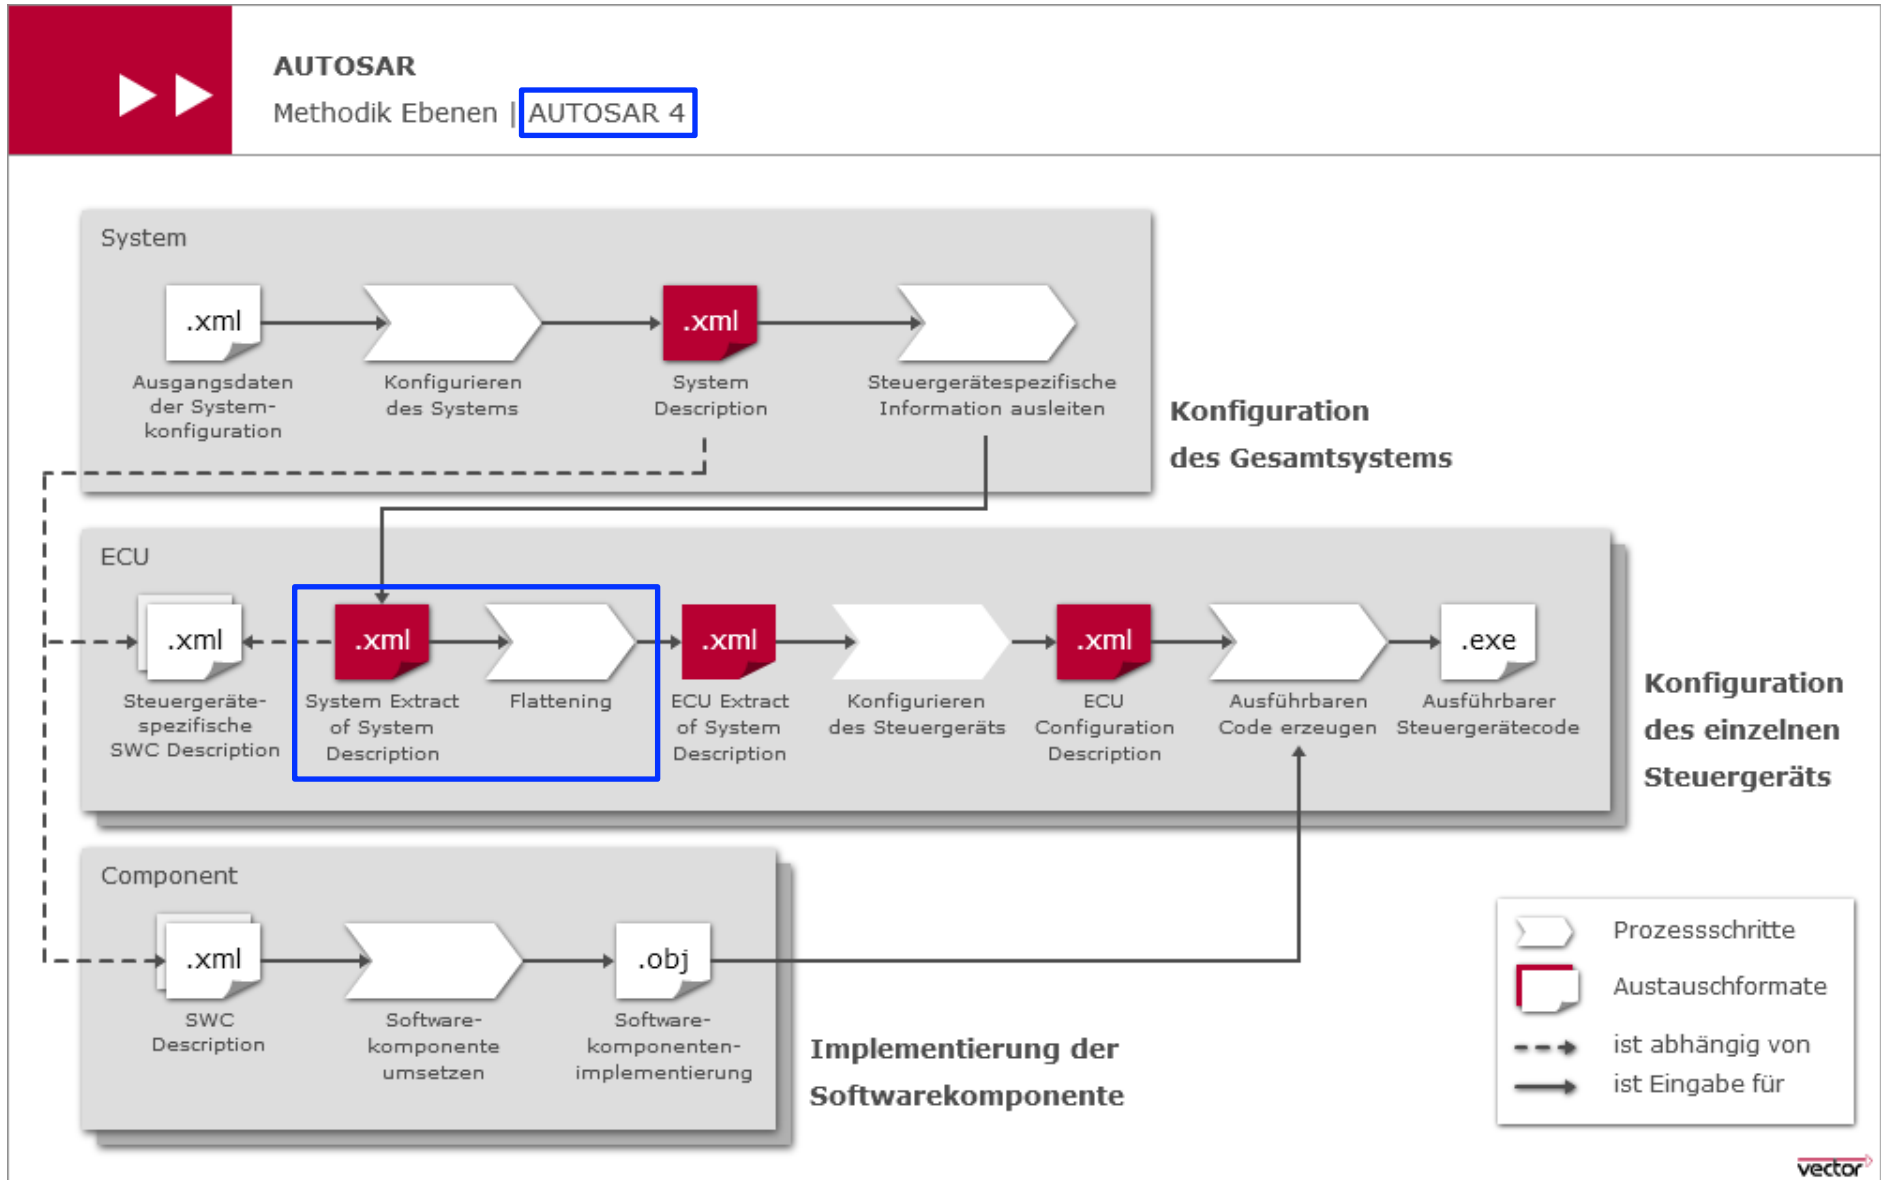 AUTOSAR
Methodik Ebenen | AUTOSAR 4
System
.xml
.xml
Ausgangsdaten
der System-
konfiguration
Konfigurieren
des Systems
System
Description
Steuergerätespezifische
Information ausleiten
Konfiguration
des Gesamtsystems
ECU
.xml
.xml
.xml
.xml
.exe
Steuergeräte-
spezifische
SWC Description
System Extract
of System
Description
Flattening
ECU Extract
of System
Description
Konfigurieren
des Steuergeräts
ECU
Configuration
Description
Ausführbaren
Code erzeugen
Ausführbarer
Steuergerätecode
Konfiguration
des einzelnen
Steuergeräts
Component
.xml
.obj
SWC
Description
Software-
komponente
umsetzen
Software-
komponenten-
implementierung
Implementierung der
Softwarekomponente
Prozessschritte
Austauschformate
ist abhängig von
ist Eingabe für
vector